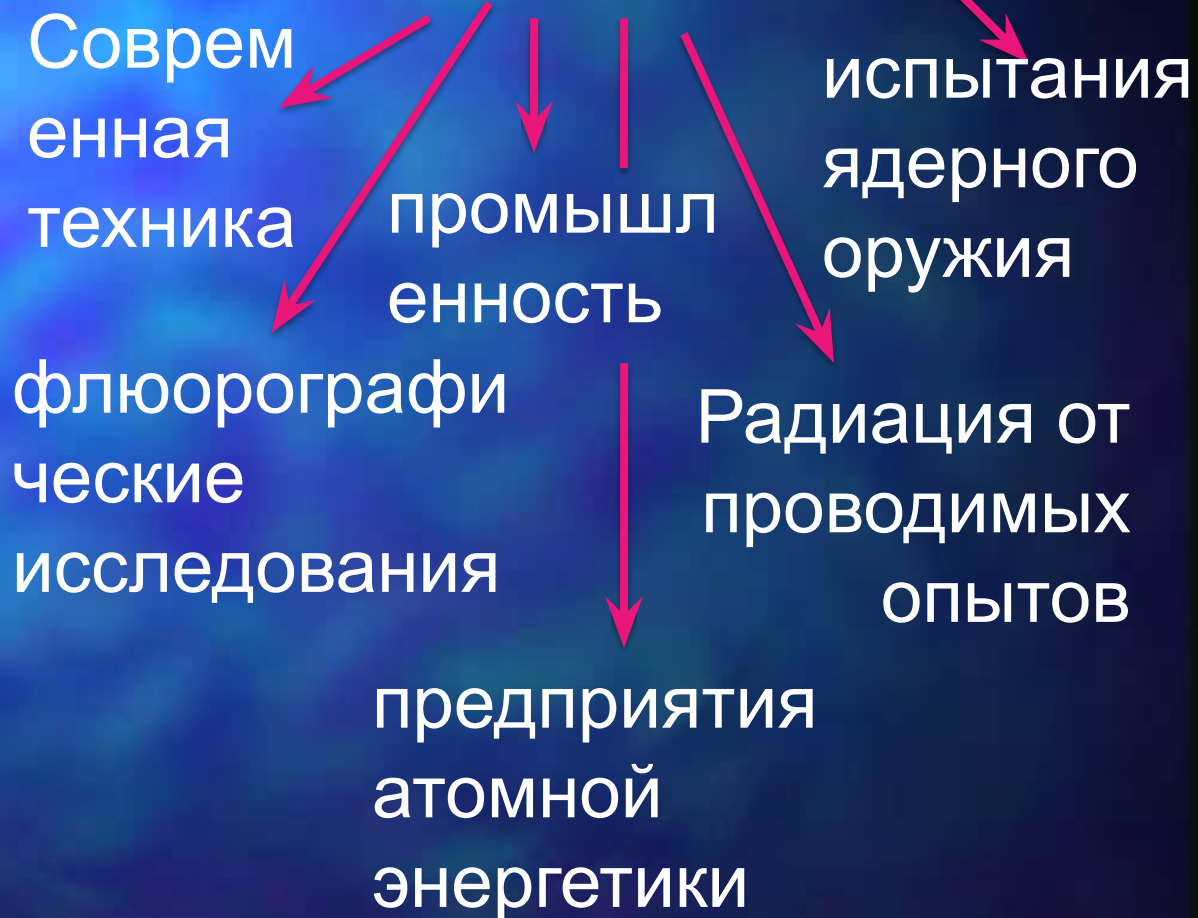 Соврем
енная
техника
флюорографи
ческие
исследования
промышл
енность
предприятия
атомной
энергетики
Радиация от
проводимых
опытов
испытания
ядерного
оружия